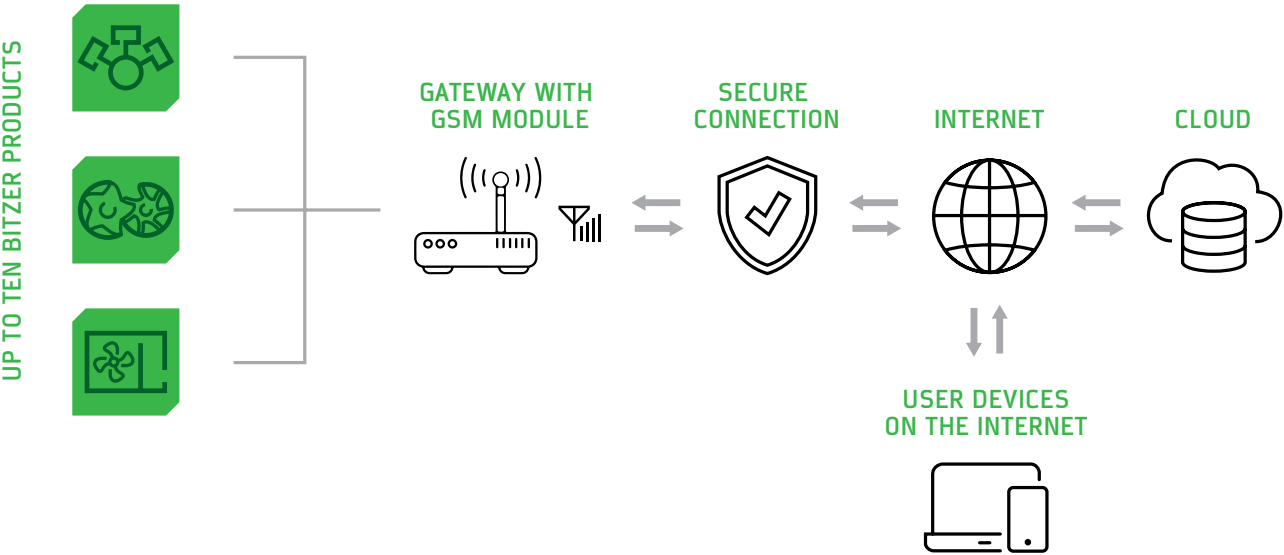 UP TO TEN BITZER PRODUCTS
GATEWAY WITH
GSM MODULE
SECURE
CONNECTION
INTERNET
CLOUD
USER DEVICES
ON THE INTERNET